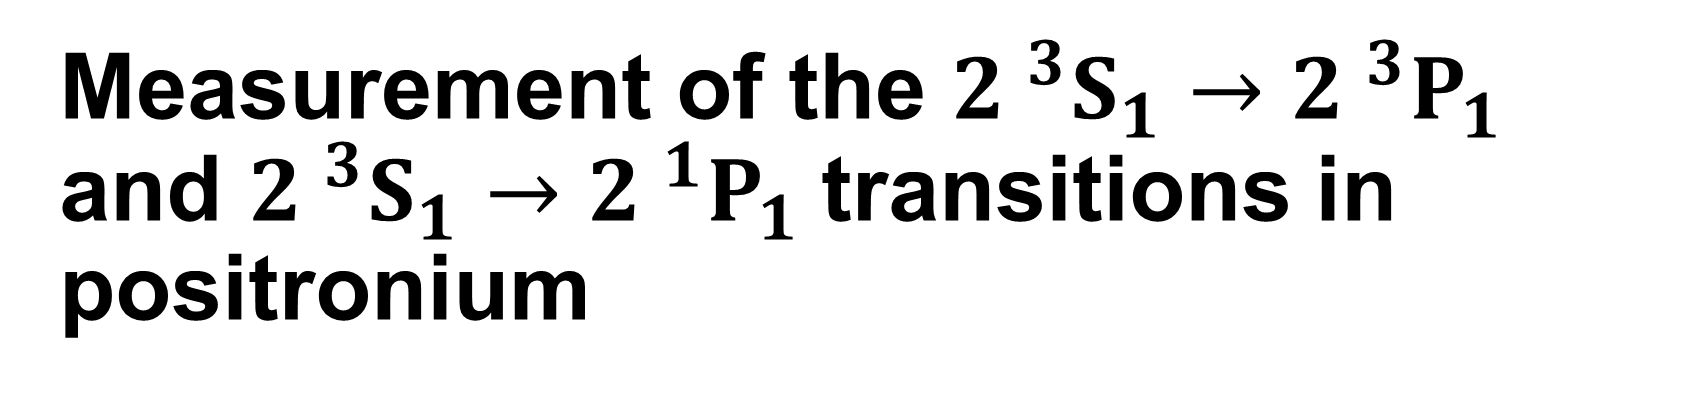 Measurement of the 2 ³S₁ → 2 ³P₁
and 2 ³S₁ → 2 ¹P₁ transitions in
positronium